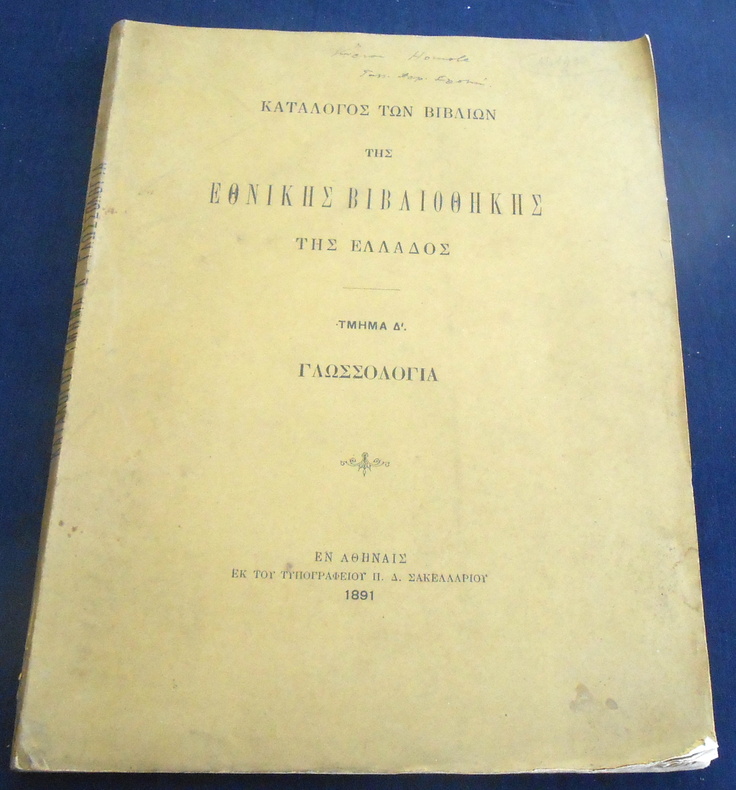 ΚΑΤΑΛΟΓΟΣ ΤΩΝ ΒΙΒΛΙΩΝ
ΤΗΣ
ΕΘΝΙΚΗΣ ΒΙΒΛΙΟΘΗΚΗΣ
ΤΗΣ ΕΛΛΑΔΟΣ
ΤΜΗΜΑ Δ'.
ΓΛΩΣΣΟΛΟΓΙΑ
ΕΝ ΑΘΗΝΑΙΣ
ΕΚ ΤΟΥ ΤΥΠΟΓΡΑΦΕΙΟΥ Π. Δ. ΣΑΚΕΛΛΑΡΙΟΥ
1891